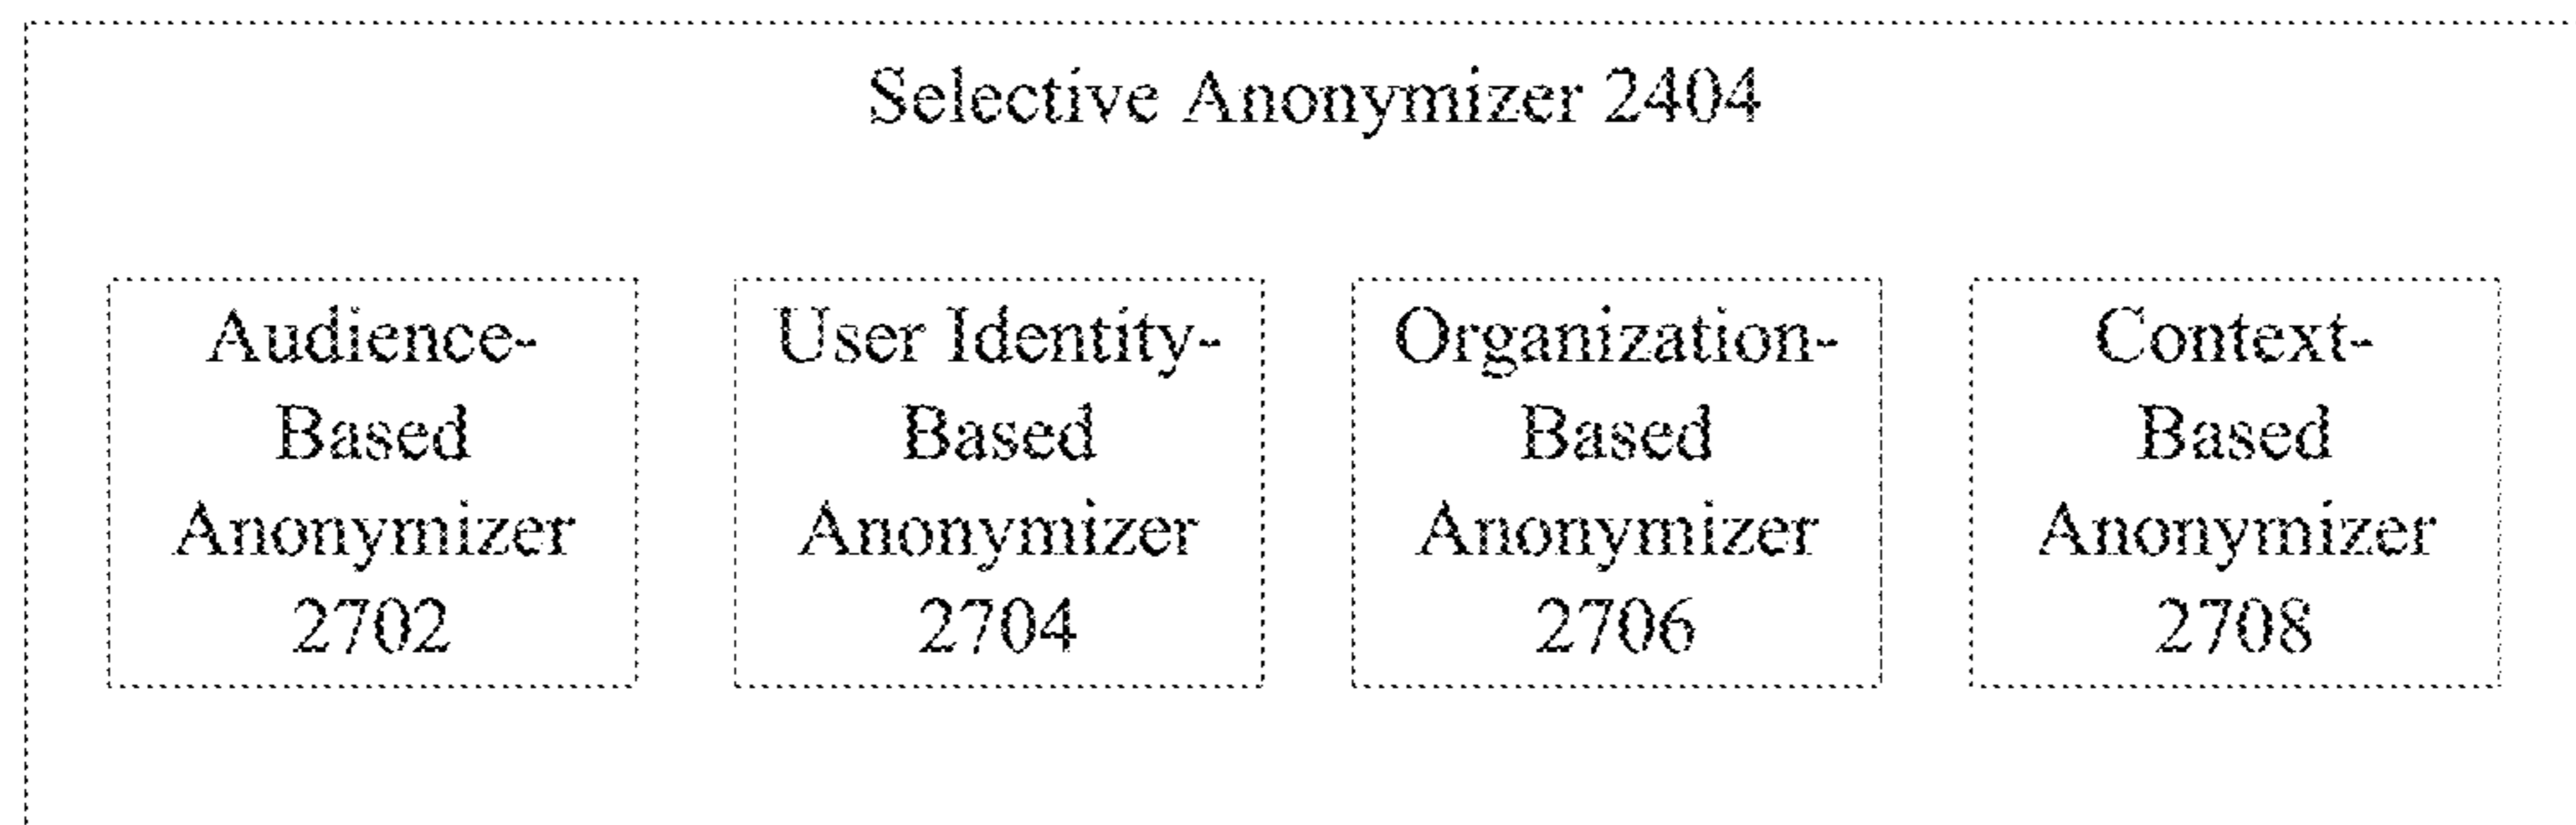 Selective Anonymizer 2404
Audience-
Based
Anonymizer
2702
User Identity-
Based
Anonymizer
2704
Organization-
Based
Anonymizer
2706
Context-
Based
Anonymizer
2708